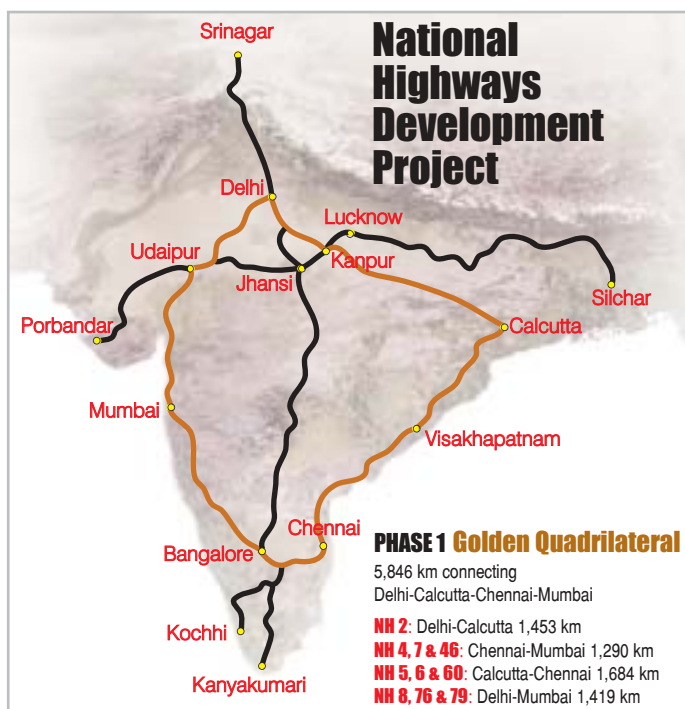 Srinagar
National
Highways
Development
Project
Delhi
Lucknow
Udaipur
Kanpur
Jhansi
Silchar
Porbandar
Calcutta
Mumbai
Visakhapatnam
Chennai
Bangalore
Kochhi
Kanyakumari
PHASE 1 Golden Quadrilateral
5,846 km connecting
Delhi-Calcutta-Chennai-Mumbai
NH 2: Delhi-Calcutta 1,453 km
NH 4, 7 & 46: Chennai-Mumbai 1,290 km
NH 5, 6 & 60: Calcutta-Chennai 1,684 km
NH 8, 76 & 79: Delhi-Mumbai 1,419 km